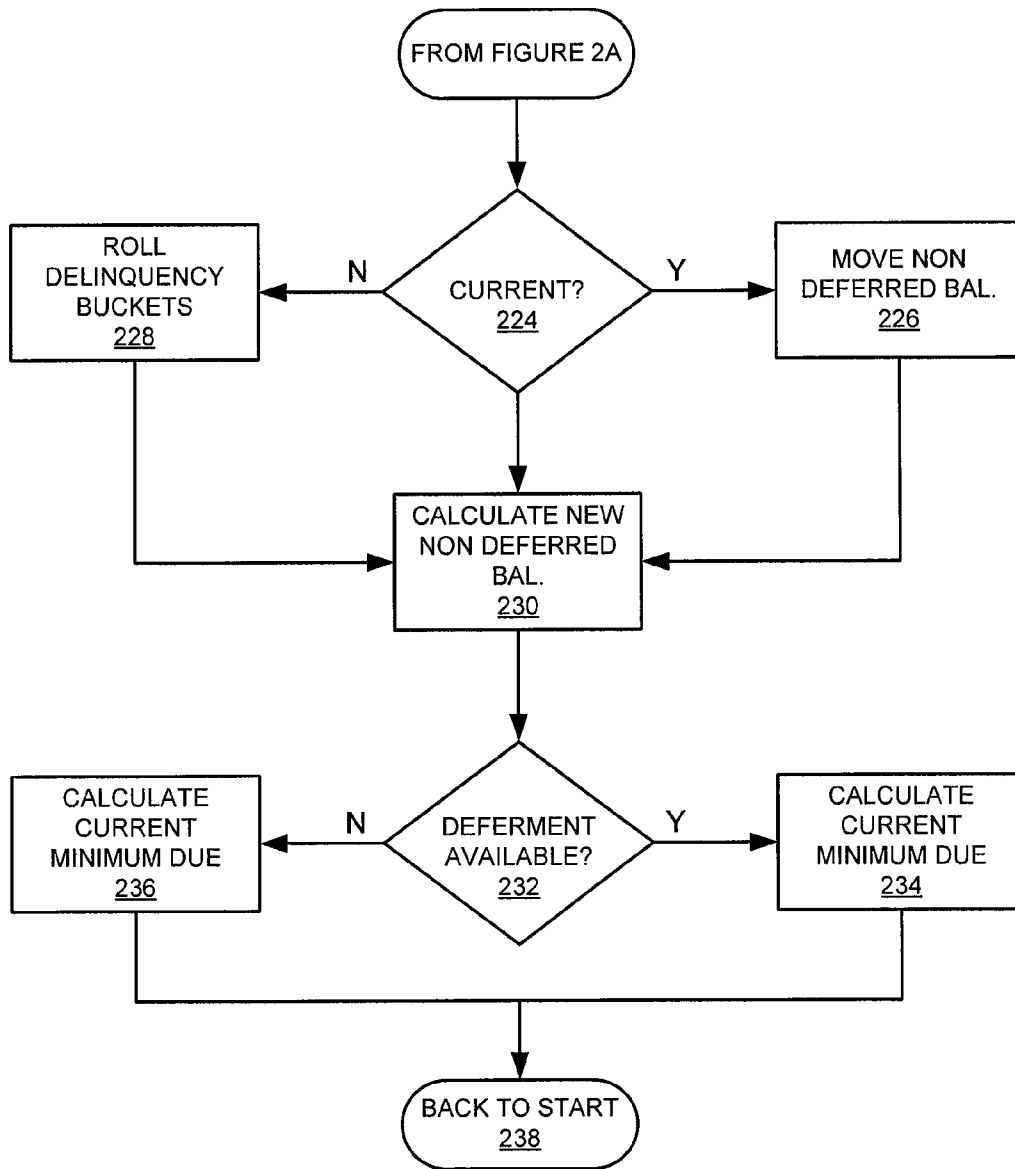 FROM FIGURE 2A
ROLL
DELINQUENCY
BUCKETS
228
N
CURRENT?
224
Y
MOVE NON
DEFERRED BAL.
226
CALCULATE NEW
NON DEFERRED
BAL.
230
CALCULATE
CURRENT
MINIMUM DUE
236
N
DEFERMENT
AVAILABLE?
232
Y
CALCULATE
CURRENT
MINIMUM DUE
234
BACK TO START
238